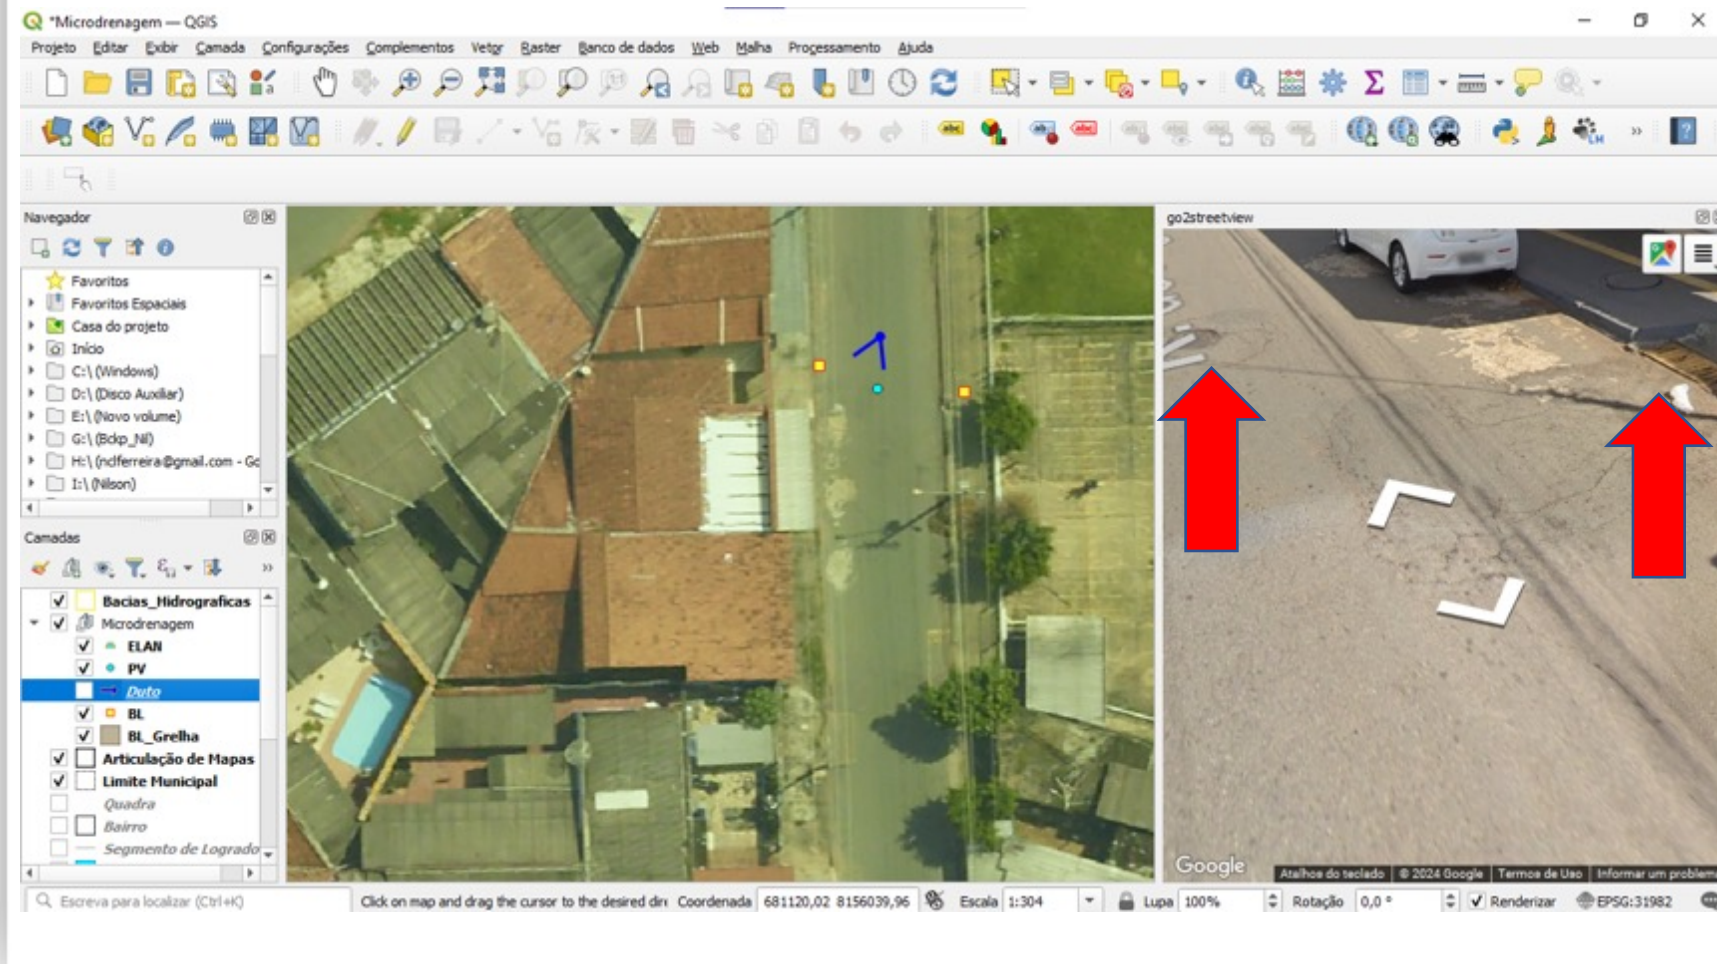 *Microdrenagem — QGIS
Projeto Editar Exibir Camada Configurações Complementos Vetor Raster Banco de dados Web Malha Processamento Ajuda
Navegador
Favoritos
Favoritos Espaciais
Casa do projeto
Início
C:\ (Windows)
D:\ (Disco Auxiliar)
E:\ (Novo volume)
G:\ (Bckp_Nil)
H:\ (nclferreira@gmail.com - Go
I:\ (Nilson)
Camadas
Bacias_Hidrograficas
Microdrenagem
ELAN
PV
Duto
BL
BL_Grelha
Articulação de Mapas
Limite Municipal
Quadra
Bairro
Segmento de Logrado
go2streetview
Google
Atalhos do teclado © 2024 Google Termos de Uso Informar um problema
Escreva para localizar (Ctrl+K) Click on map and drag the cursor to the desired dir Coordenada 681120,02 8156039,96 Escala 1:304 Lupa 100% Rotação 0,0 ° Renderizar EPSG:31982